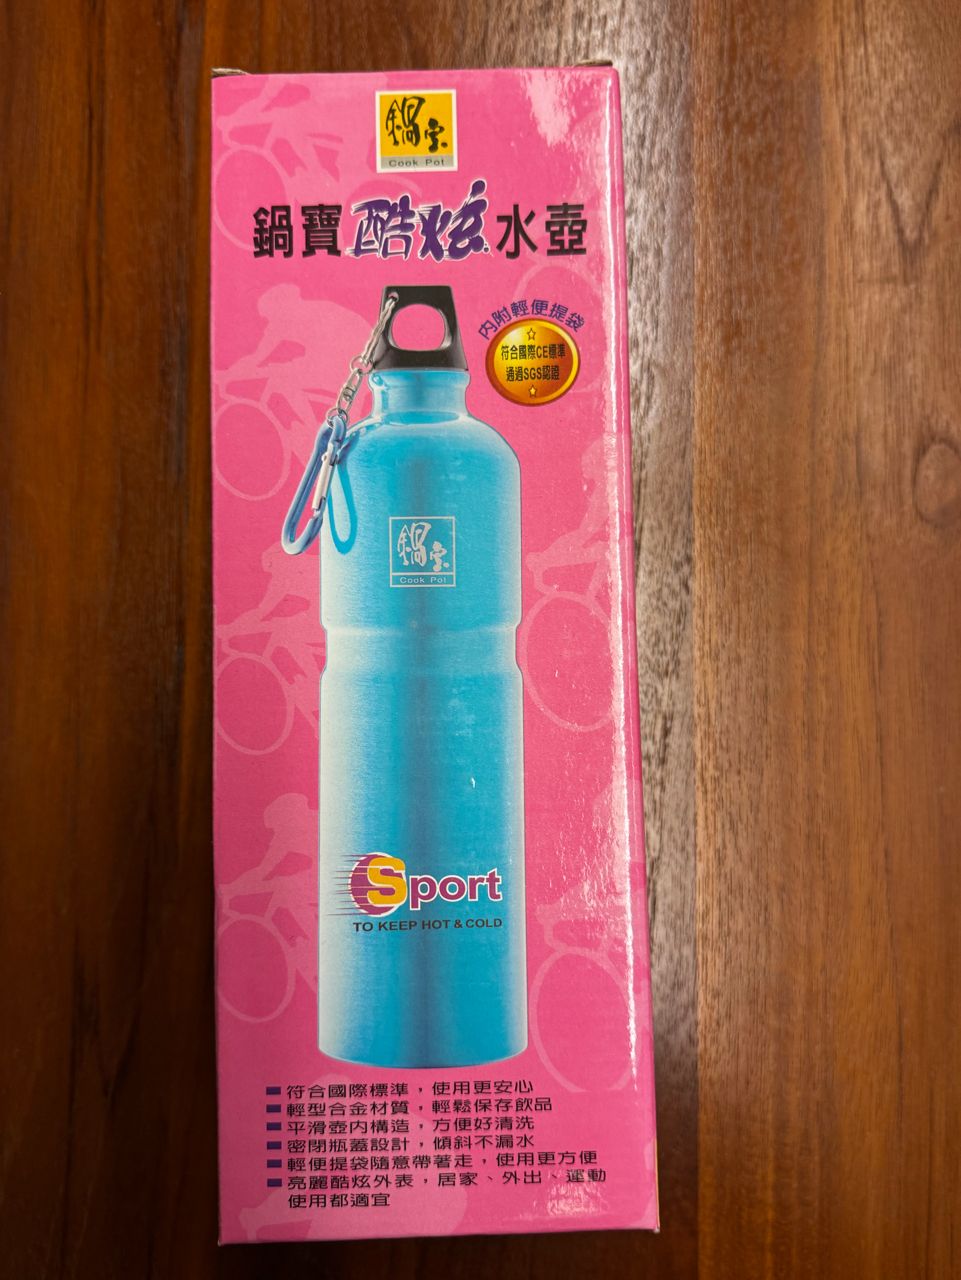 鍋宝
Cook Pot
鍋寶酷炫水壺
內附輕便提袋
符合國際CE標準
通過SGS認證
鍋宝
Cook Pot
Sport
TO KEEP HOT & COLD
符合國際標準，使用更安心
輕型合金材質，輕鬆保存飲品
平滑壺內構造，方便好清洗
密閉瓶蓋設計，傾斜不漏水
輕便提袋隨意帶著走，使用更方便
亮麗酷炫外表，居家、外出、運動
使用都適宜